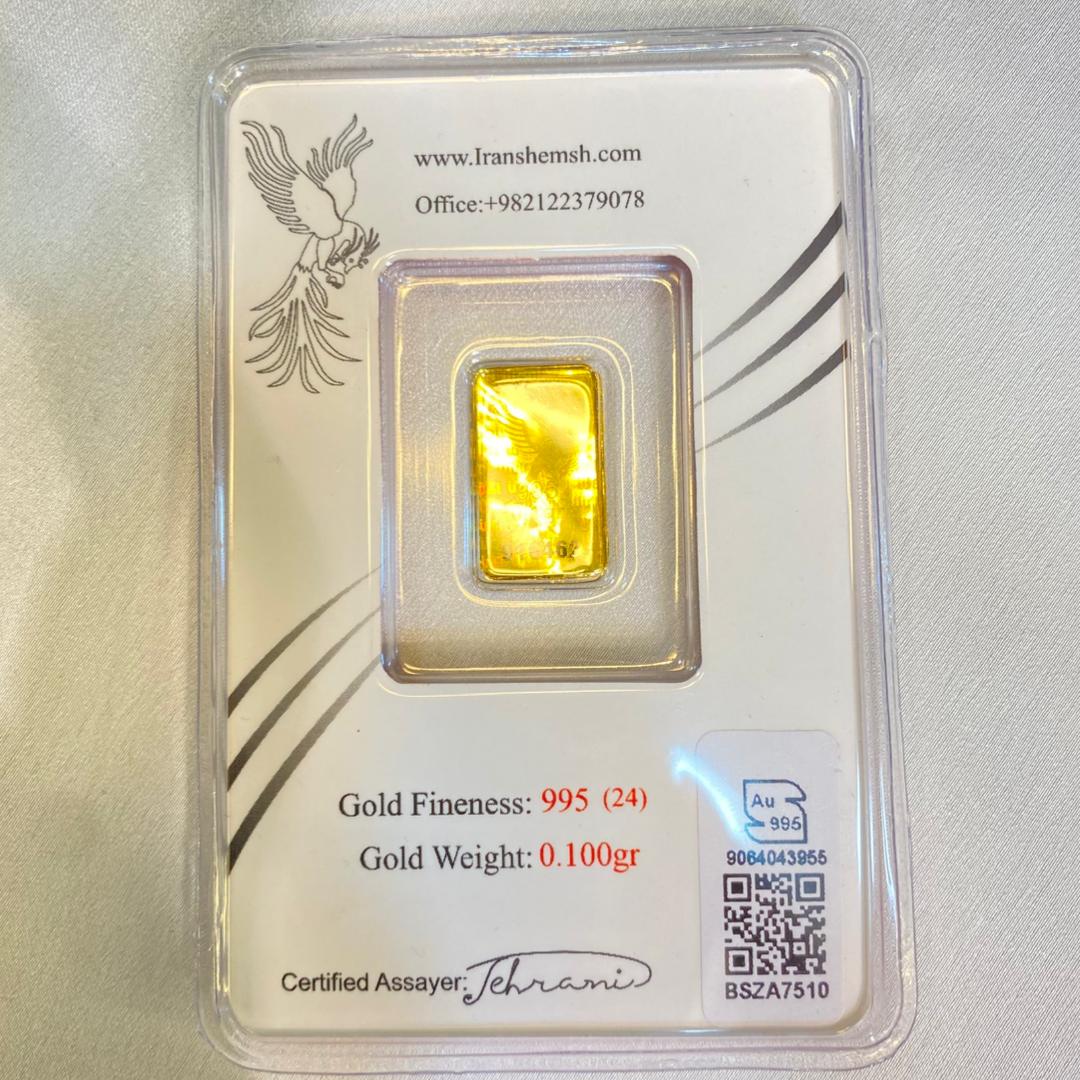 www.Iranshemsh.com
Office:+982122379078
Gold Fineness: 995 (24)
Gold Weight: 0.100gr
Certified Assayer: Tehrani
Au
995
9064043955
BSZA7510